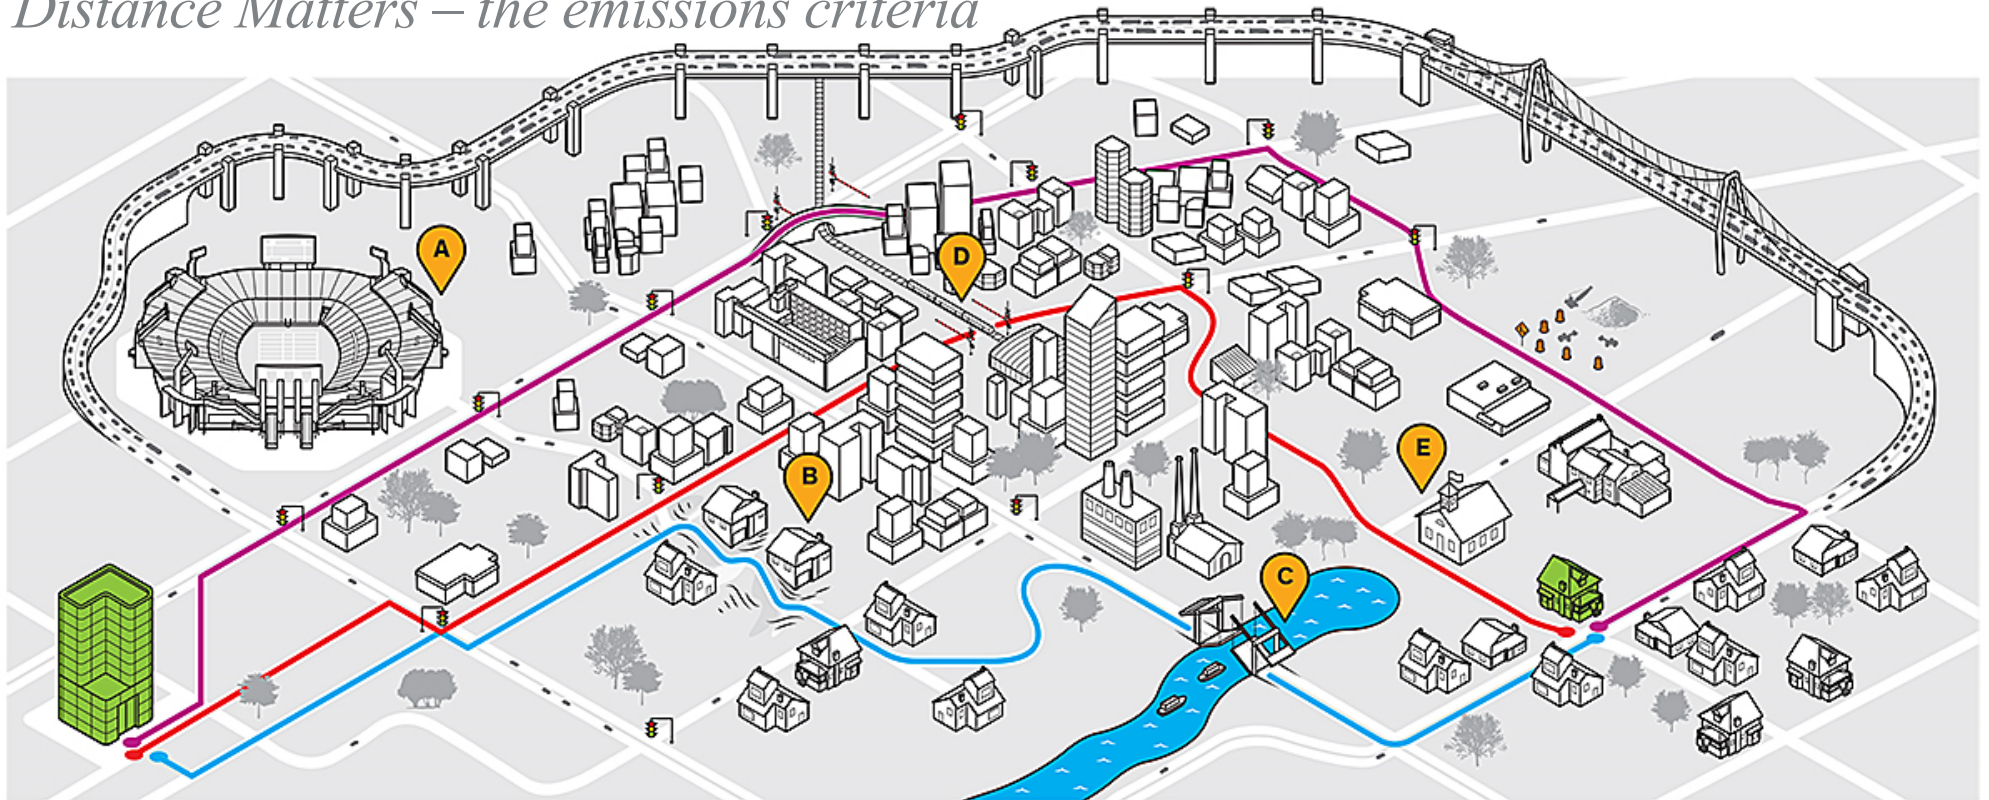 Distance Matters – the emissions criteria
A
D
E
B
C